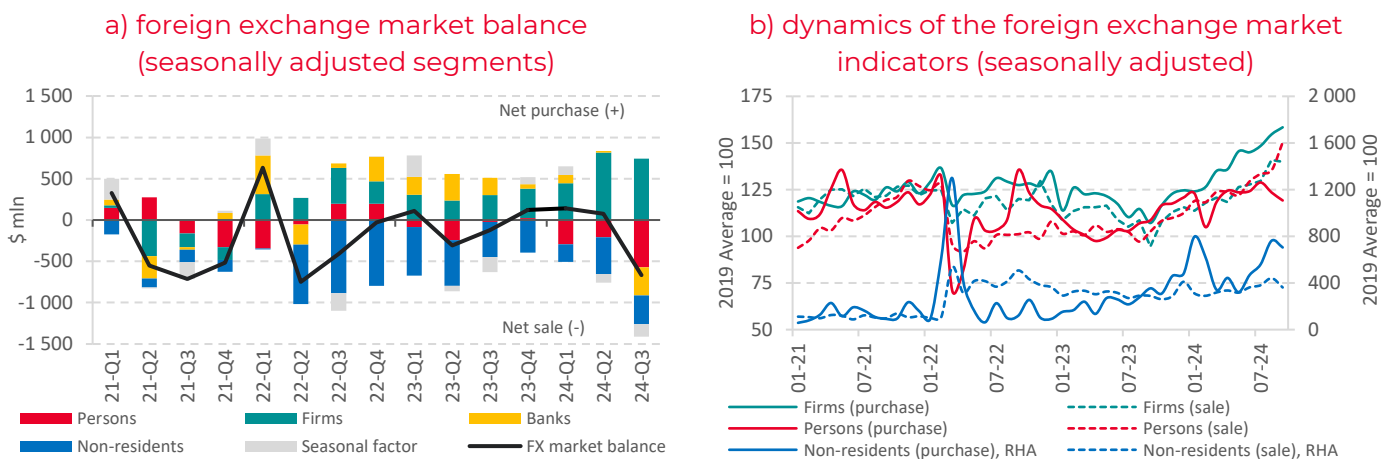 a) foreign exchange market balance
(seasonally adjusted segments)
1 500
1 000
500
0
-500
-1 000
-1 500
$ mln
Net purchase (+)
Net sale (-)
21-Q1
21-Q2
21-Q3
21-Q4
22-Q1
22-Q2
22-Q3
22-Q4
23-Q1
23-Q2
23-Q3
23-Q4
24-Q1
24-Q2
24-Q3
Persons
Firms
Banks
Non-residents
Seasonal factor
FX market balance
b) dynamics of the foreign exchange market
indicators (seasonally adjusted)
175
150
125
100
75
50
2019 Average = 100
2 000
1 600
1 200
800
400
0
2019 Average = 100
01-21
07-21
01-22
07-22
01-23
07-23
01-24
07-24
Firms (purchase)
Firms (sale)
Persons (purchase)
Persons (sale)
Non-residents (purchase), RHA
Non-residents (sale), RHA